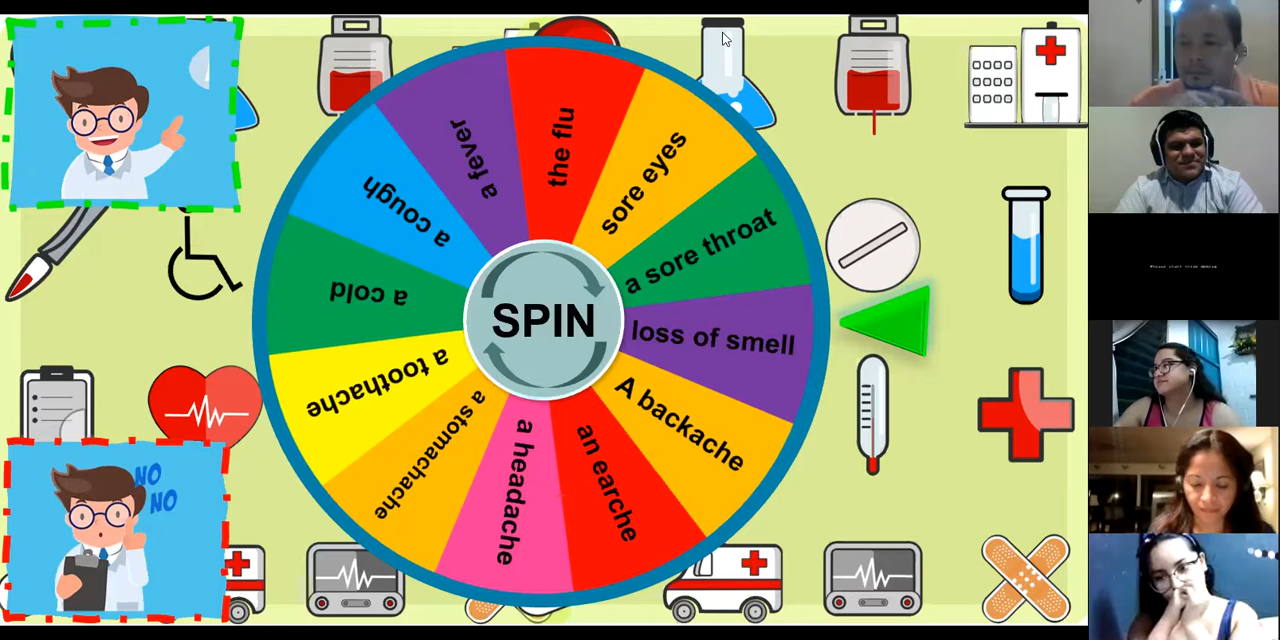 the flu
sore eyes
a sore throat
loss of smell
A backache
an earche
a headache
a stomachache
a toothache
a cold
a cough
a fever
SPIN
NO
NO